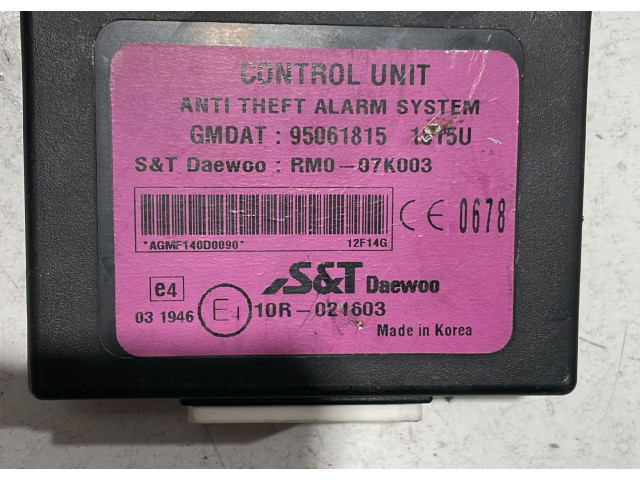 CONTROL UNIT
ANTI THEFT ALARM SYSTEM
GMDAT : 95061815
S&T Daewoo : RM0-07K003
*AGMF140D0090* 12F14G
CE 0678
S&T Daewoo
e4
03 1946 E4 10R-021603
Made in Korea